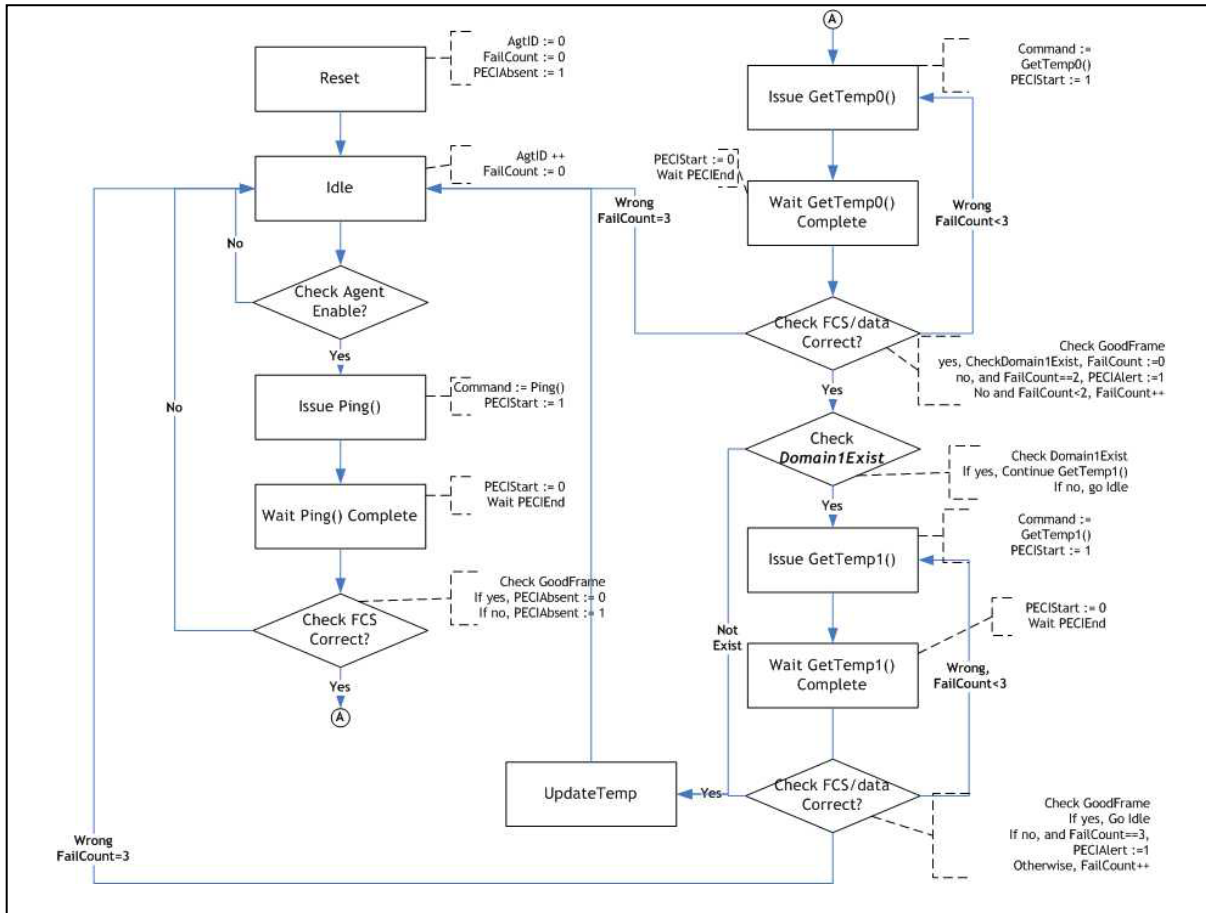 Reset
AgtID := 0
FailCount := 0
PECIAbsent := 1
Idle
AgtID ++
FailCount := 0
No
Check Agent
Enable?
Yes
No
Issue Ping()
Command := Ping()
PECIStart := 1
Wait Ping() Complete
PECIStart := 0
Wait PECIEnd
Check FCS
Correct?
Check GoodFrame
If yes, PECIAbsent := 0
If no, PECIAbsent := 1
Yes
A
Wrong
FailCount=3
A
Issue GetTemp0()
Command :=
GetTemp0()
PECIStart := 1
PECIStart := 0
Wait PECIEnd
Wait GetTemp0()
Complete
Wrong
FailCount=3
Wrong
FailCount<3
Check FCS/data
Correct?
Check GoodFrame
yes, CheckDomain1Exist, FailCount :=0
no, and FailCount==2, PECIAlert :=1
No and FailCount<2, FailCount++
Yes
Check
Domain1Exist
Check Domain1Exist
If yes, Continue GetTemp1()
If no, go Idle
Yes
Issue GetTemp1()
Command :=
GetTemp1()
PECIStart := 1
Not
Exist
Wait GetTemp1()
Complete
PECIStart := 0
Wait PECIEnd
Wrong,
FailCount<3
UpdateTemp
Yes
Check FCS/data
Correct?
Check GoodFrame
If yes, Go Idle
If no, and FailCount==3,
PECIAlert :=1
Otherwise, FailCount++